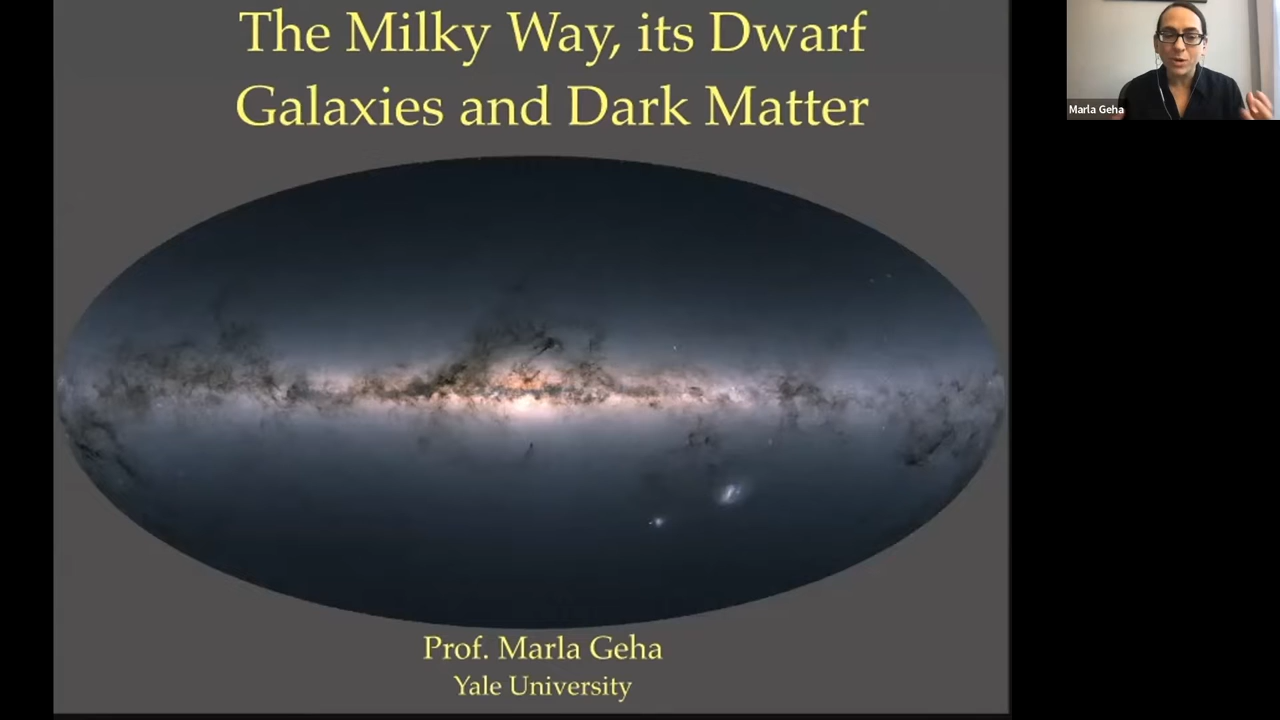 The Milky Way, its Dwarf
Galaxies and Dark Matter
Marla Geha
Prof. Marla Geha
Yale University